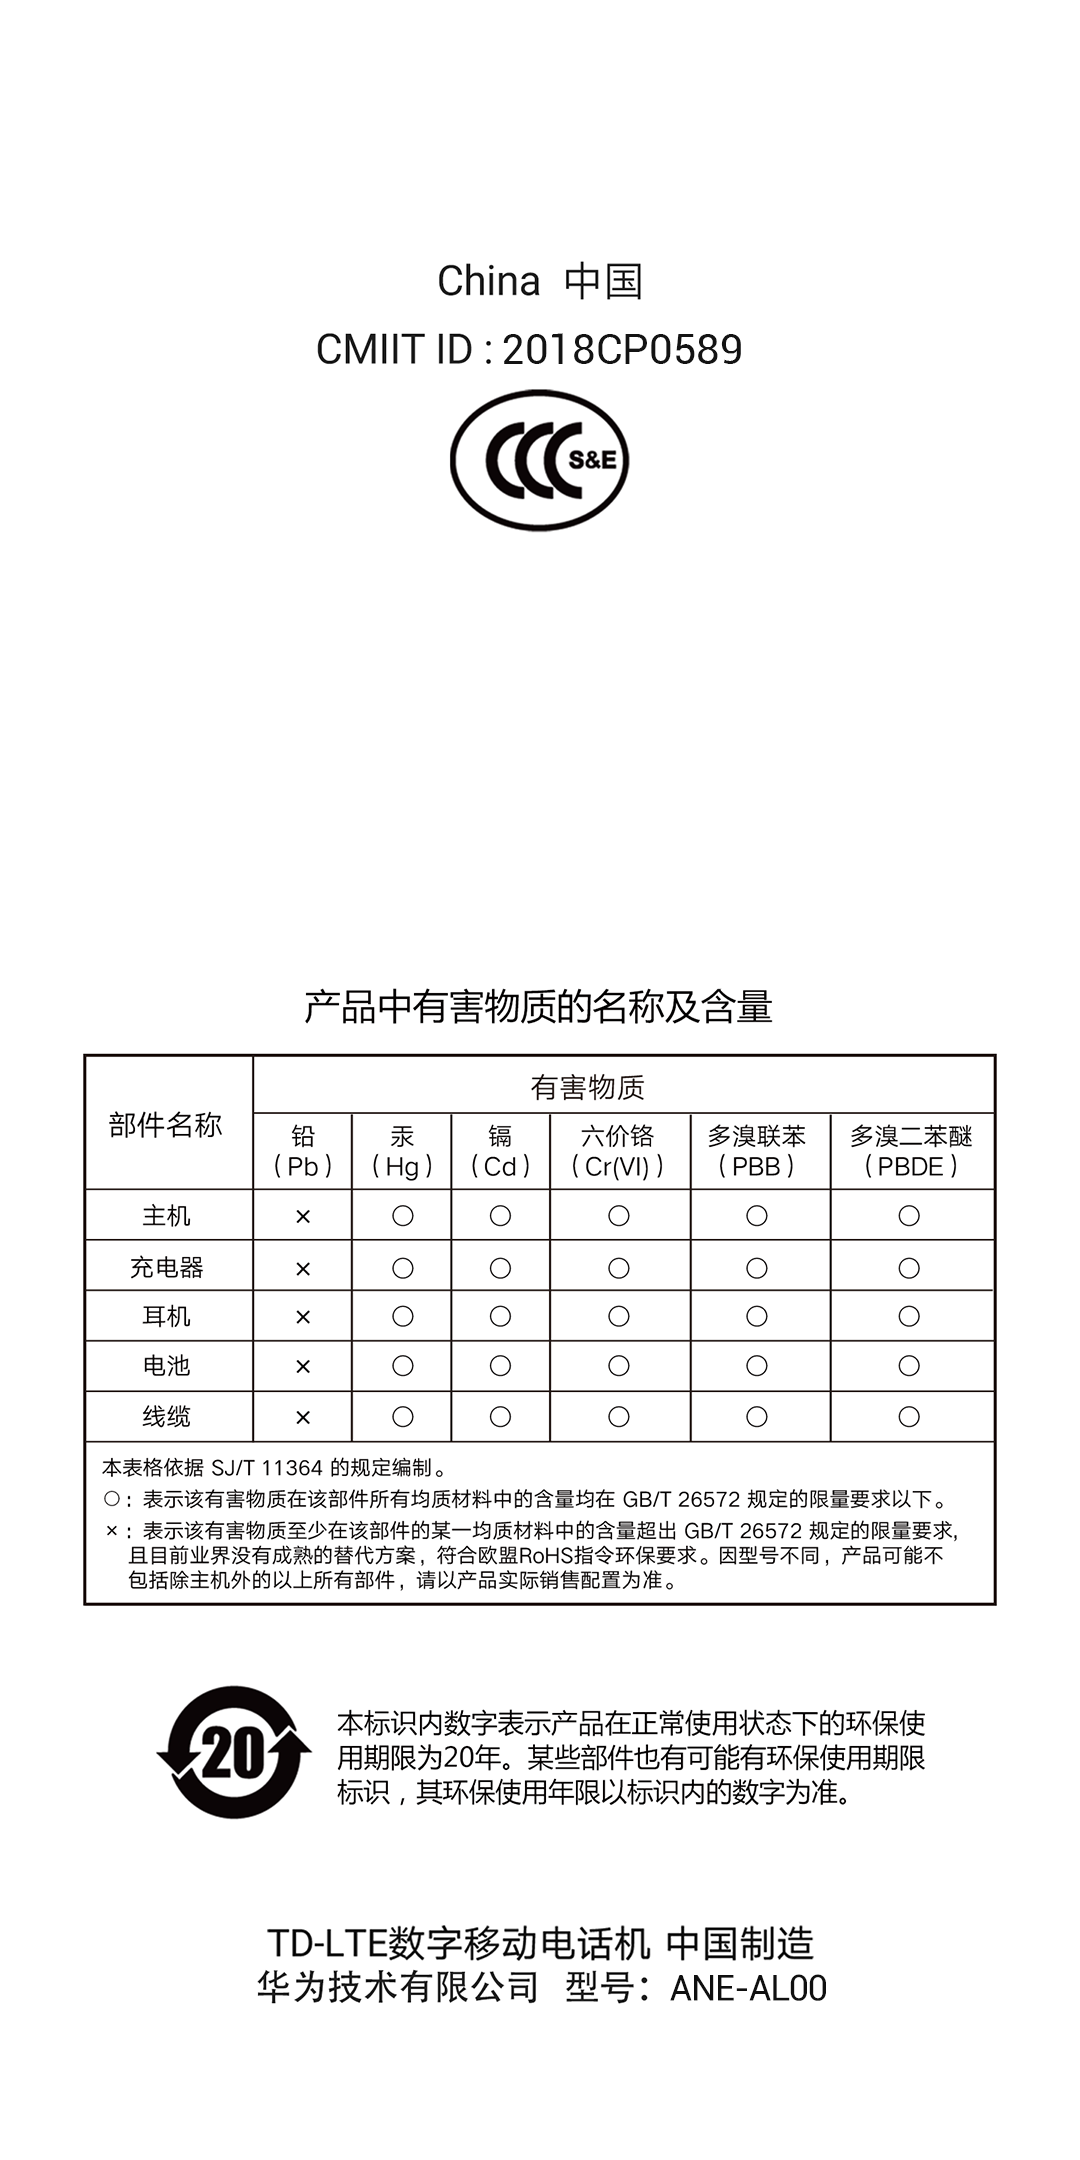 China 中国
CMIIT ID : 2018CP0589
CCC S&E
产品中有害物质的名称及含量
部件名称 有害物质
铅 汞 镉 六价铬 多溴联苯 多溴二苯醚
(Pb) (Hg) (Cd) (Cr(VI)) (PBB) (PBDE)
主机 × ○ ○ ○ ○ ○
充电器 × ○ ○ ○ ○ ○
耳机 × ○ ○ ○ ○ ○
电池 × ○ ○ ○ ○ ○
线缆 × ○ ○ ○ ○ ○
本表格依据 SJ/T 11364 的规定编制。
○：表示该有害物质在该部件所有均质材料中的含量均在 GB/T 26572 规定的限量要求以下。
×：表示该有害物质至少在该部件的某一均质材料中的含量超出 GB/T 26572 规定的限量要求,
且目前业界没有成熟的替代方案，符合欧盟RoHS指令环保要求。因型号不同，产品可能不
包括除主机外的以上所有部件，请以产品实际销售配置为准。
20
本标识内数字表示产品在正常使用状态下的环保使
用期限为20年。某些部件也有可能有环保使用期限
标识，其环保使用年限以标识内的数字为准。
TD-LTE数字移动电话机 中国制造
华为技术有限公司 型号：ANE-AL00